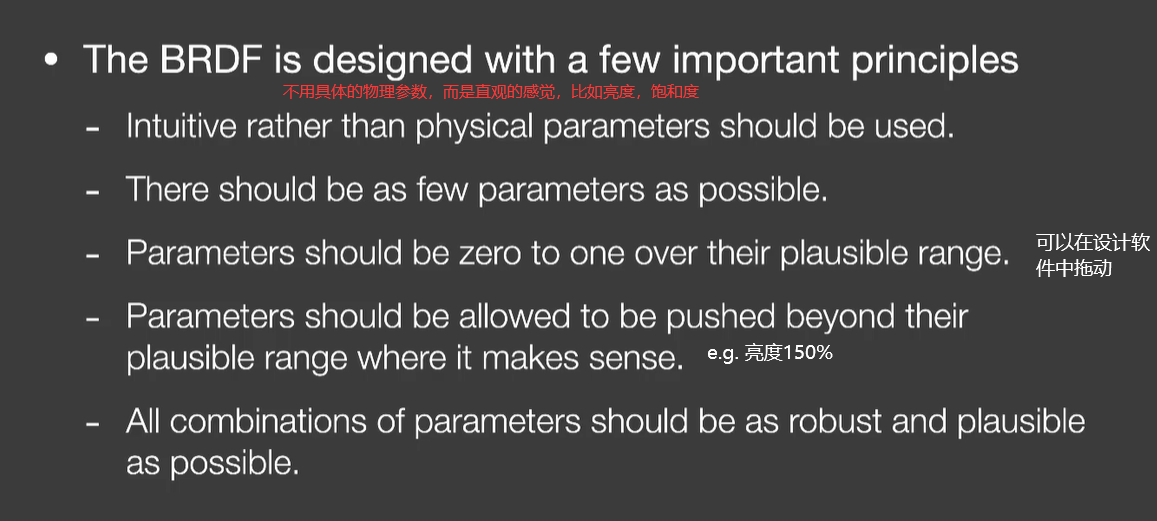 • The BRDF is designed with a few important principles
不用具体的物理参数，而是直观的感觉，比如亮度，饱和度
- Intuitive rather than physical parameters should be used.
- There should be as few parameters as possible.
- Parameters should be zero to one over their plausible range.
可以在设计软
件中拖动
- Parameters should be allowed to be pushed beyond their
plausible range where it makes sense.
e.g. 亮度150%
- All combinations of parameters should be as robust and plausible
as possible.